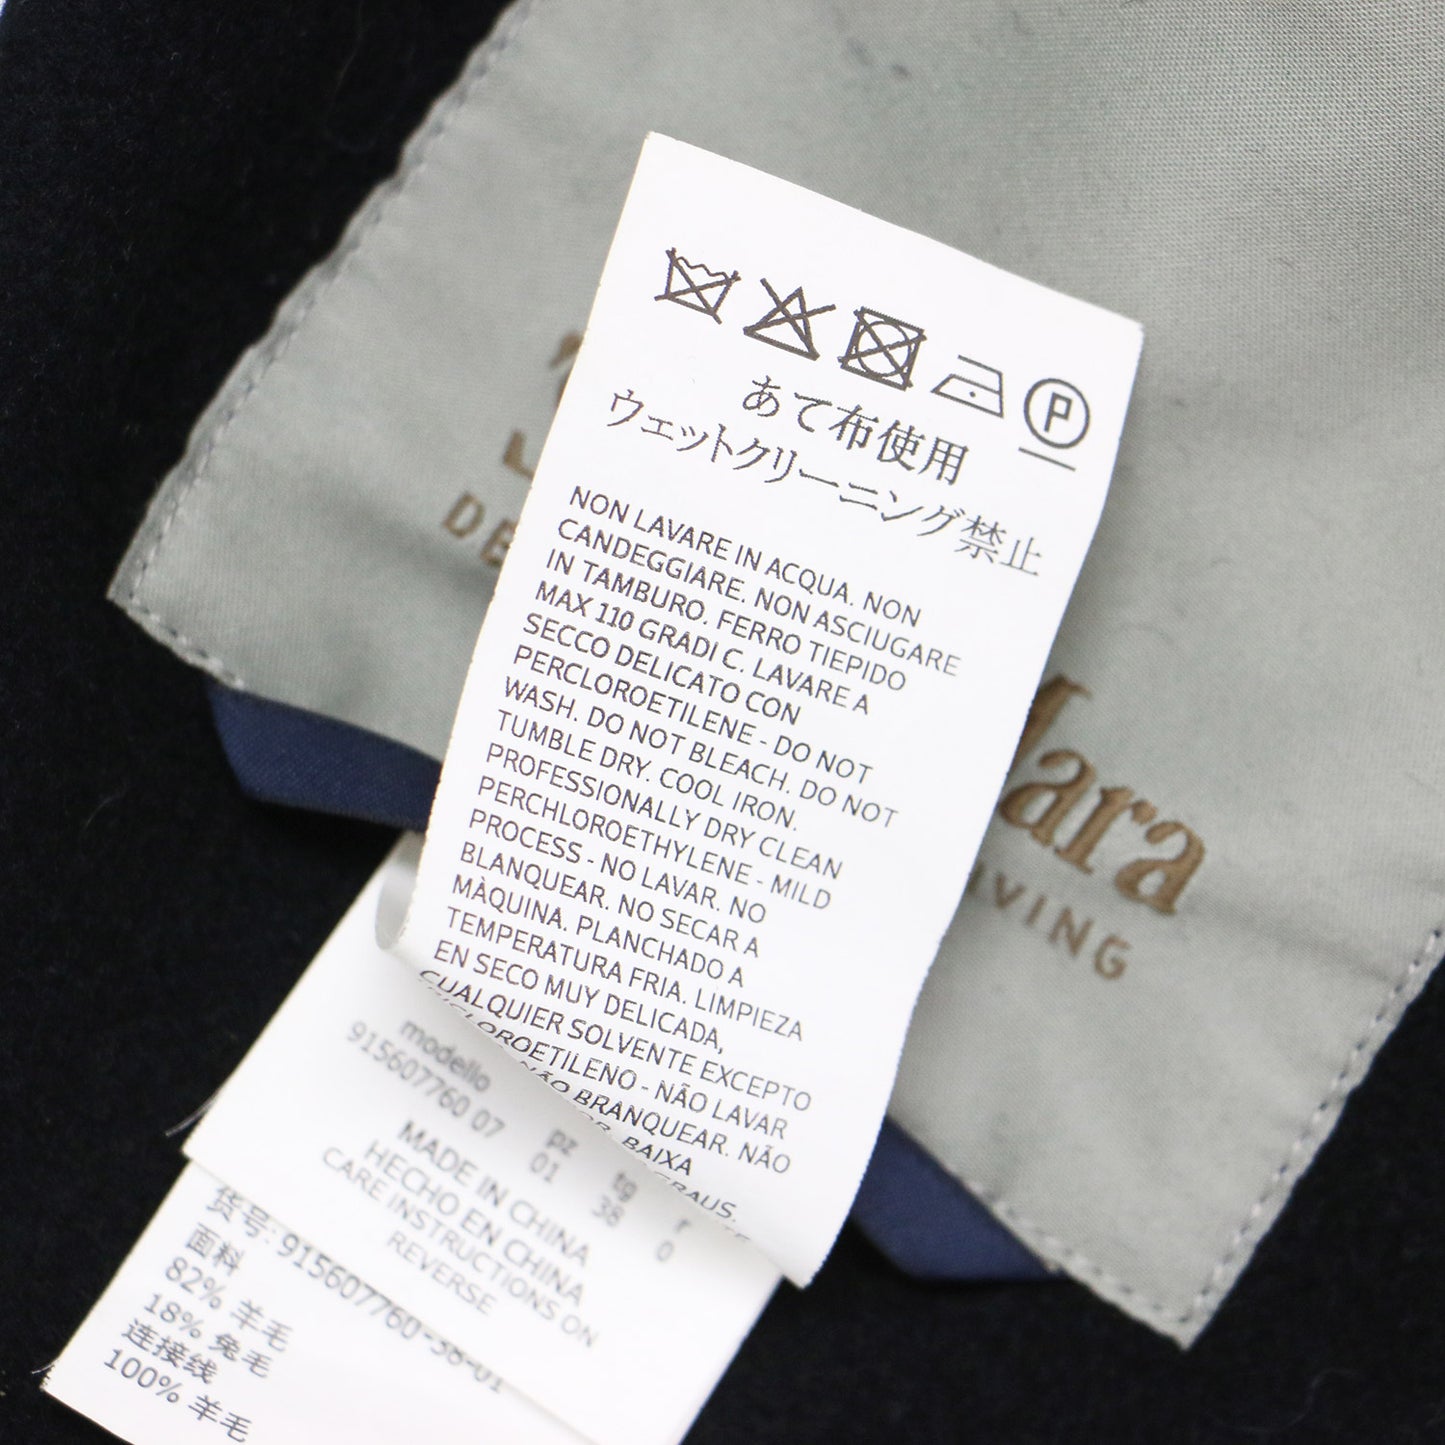 P
あて布使用
ウェットクリーニング禁止
NON LAVARE IN ACQUA. NON
CANDEGGIARE. NON ASCIUGARE
IN TAMBURO. FERRO TIEPIDO
MAX 110 GRADI C. LAVARE A
SECCO DELICATO CON
PERCLOROETILENE - DO NOT
WASH. DO NOT BLEACH. DO NOT
TUMBLE DRY. COOL IRON.
PROFESSIONALLY DRY CLEAN
PERCHLOROETHYLENE - MILD
PROCESS - NO LAVAR. NO
BLANQUEAR. NO SECAR A
MÀQUINA. PLANCHADO A
TEMPERATURA FRIA. LIMPIEZA
EN SECO MUY DELICADA,
CUALQUIER SOLVENTE EXCEPTO
CLOROETILENO - NÃO LAVAR
NÃO BRANQUEAR. NÃO
BAIXA
DE
Mara
IVING
modello pz tg r
91560776007 01 38 0
MADE IN CHINA
HECHO EN CHINA
CARE INSTRUCTIONS ON
REVERSE
货号: 915607760-38-01
面料
82% 羊毛
18% 兔毛
连接线
100% 羊毛